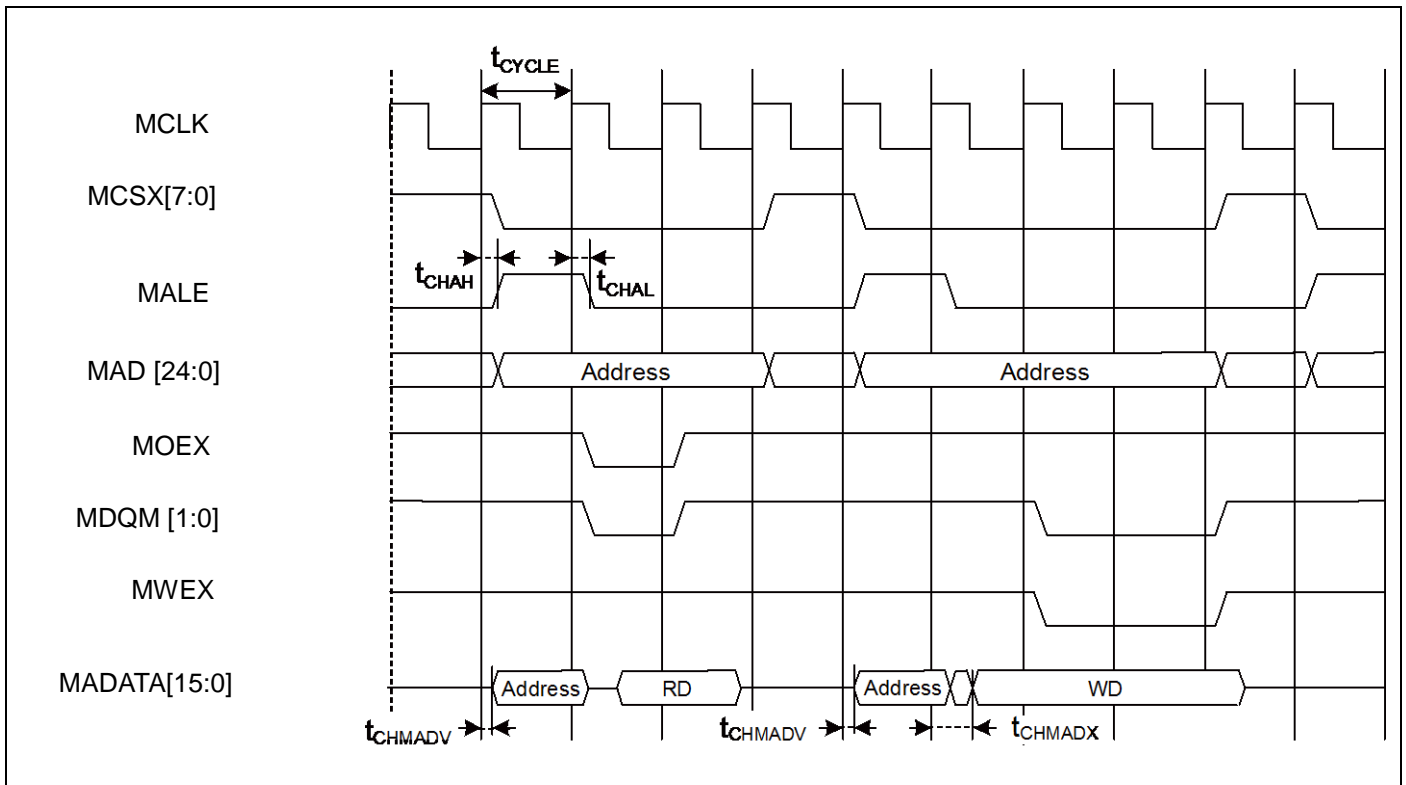 tCYCLE
MCLK
MCSX[7:0]
tCHAH
tCHAL
MALE
MAD [24:0]
Address
Address
MOEX
MDQM [1:0]
MWEX
MADATA[15:0]
Address
RD
Address
WD
tCHMADV
tCHMADV
tCHMADX